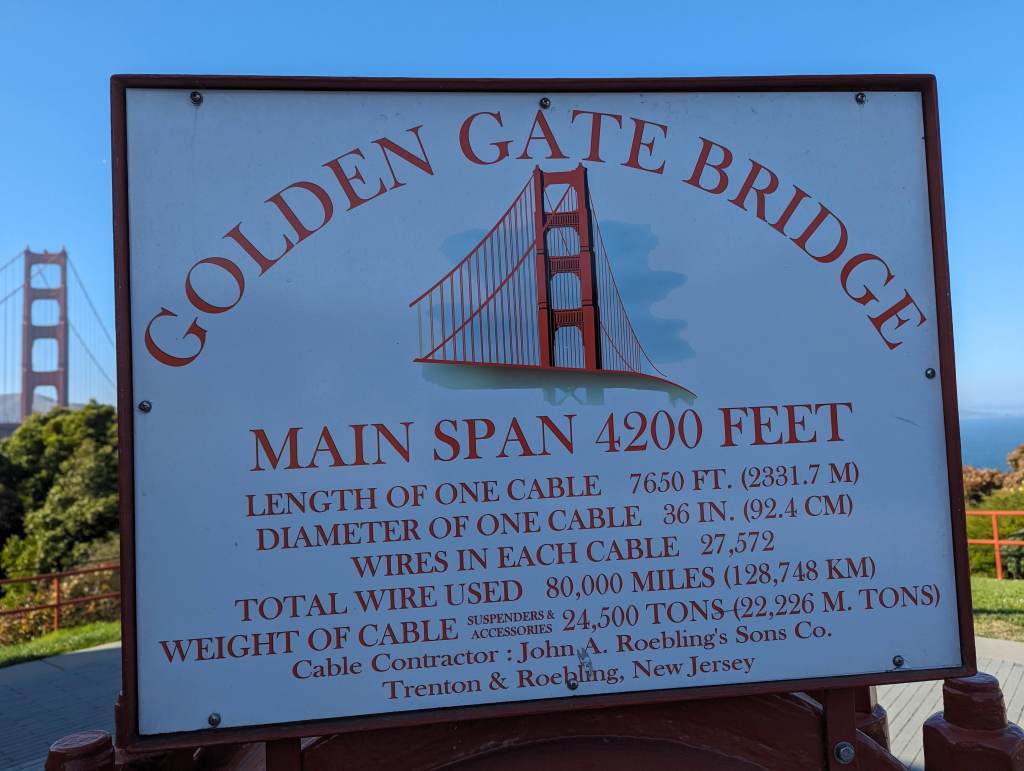 GOLDEN GATE BRIDGE
MAIN SPAN 4200 FEET
LENGTH OF ONE CABLE 7650 FT. (2331.7 M)
DIAMETER OF ONE CABLE 36 IN. (92.4 CM)
WIRES IN EACH CABLE 27,572
TOTAL WIRE USED 80,000 MILES (128,748 KM)
WEIGHT OF CABLE SUSPENDERS & ACCESSORIES 24,500 TONS (22,226 M. TONS)
Cable Contractor : John A. Roebling's Sons Co.
Trenton & Roebling, New Jersey